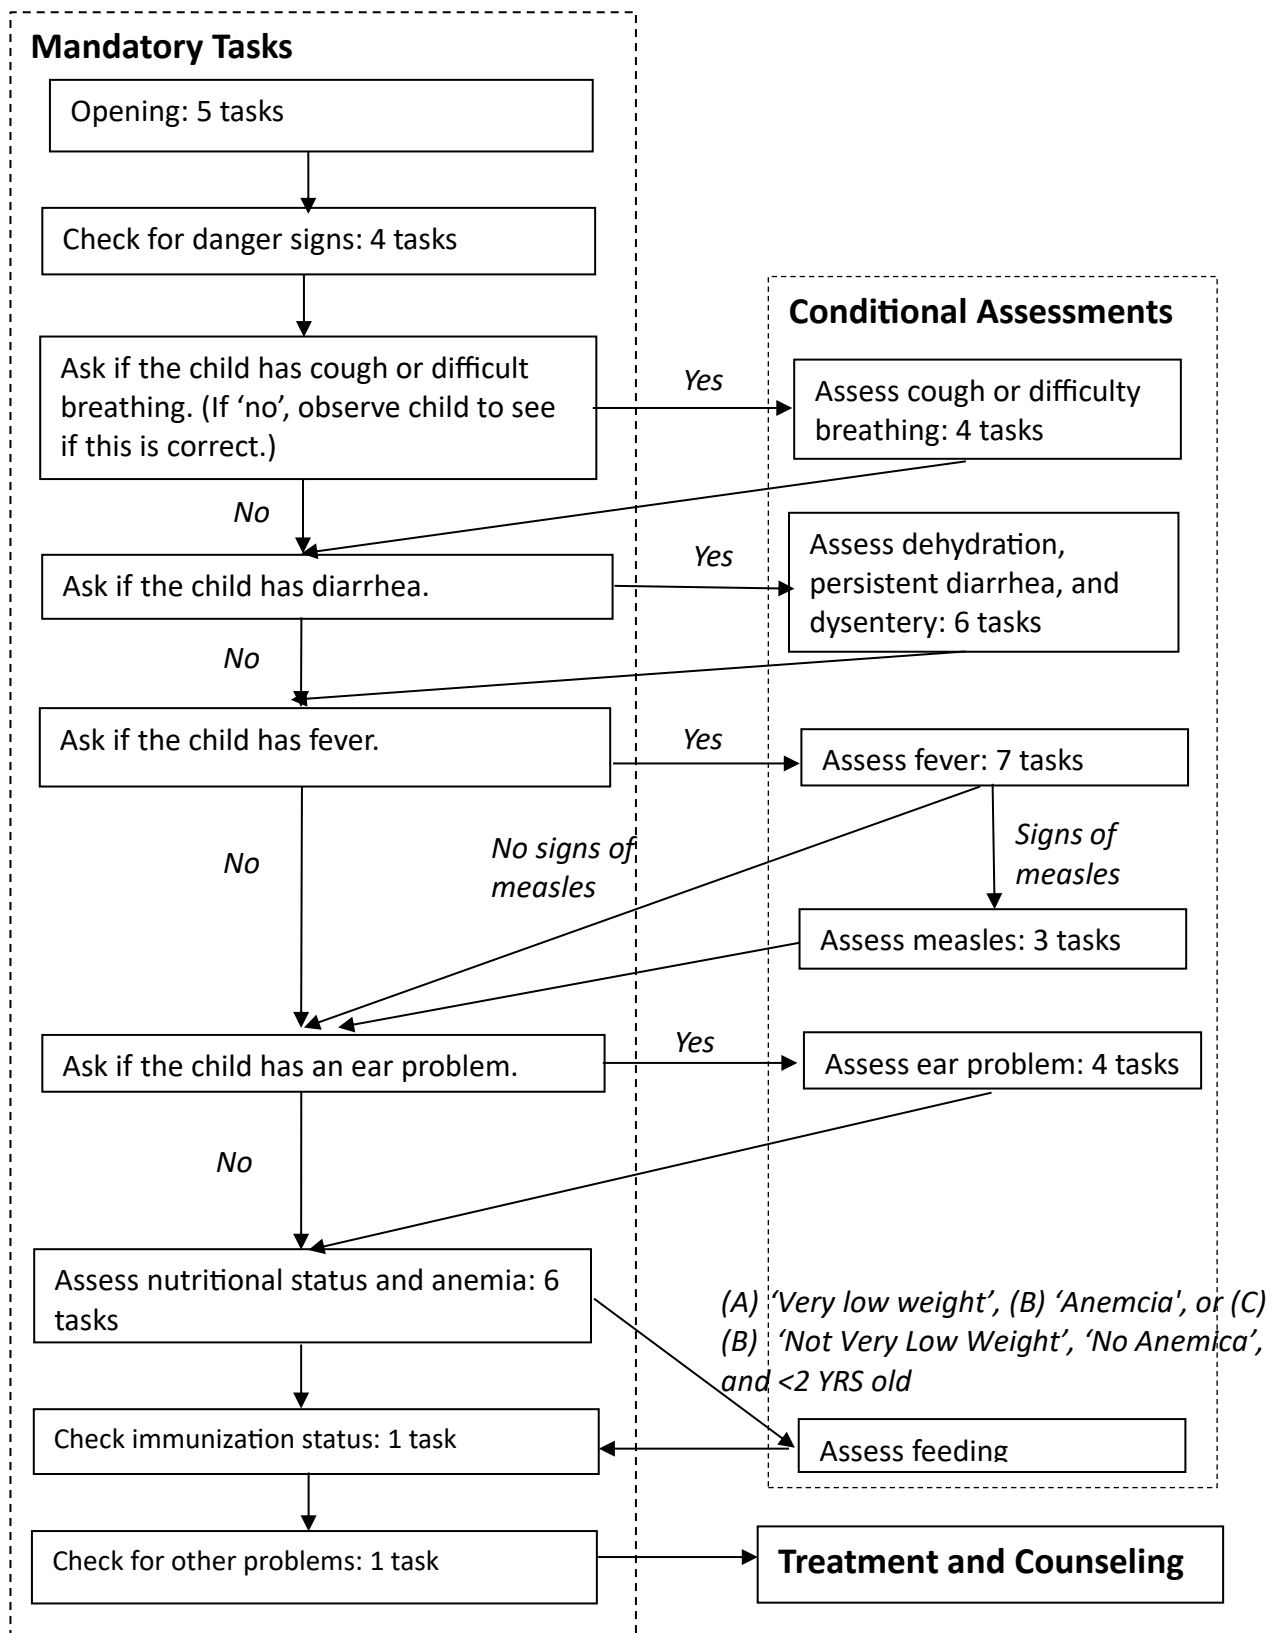 Mandatory Tasks
Opening: 5 tasks
Check for danger signs: 4 tasks
Conditional Assessments
Ask if the child has cough or difficult
breathing. (If ‘no’, observe child to see
if this is correct.)
Yes
Assess cough or difficulty
breathing: 4 tasks
No
Ask if the child has diarrhea.
Yes
Assess dehydration,
persistent diarrhea, and
dysentery: 6 tasks
No
Ask if the child has fever.
Yes
Assess fever: 7 tasks
No
No signs of
measles
Signs of
measles
Assess measles: 3 tasks
Ask if the child has an ear problem.
Yes
Assess ear problem: 4 tasks
No
Assess nutritional status and anemia: 6
tasks
(A) ‘Very low weight’, (B) ‘Anemcia', or (C)
(B) ‘Not Very Low Weight’, ‘No Anemica’,
and <2 YRS old
Check immunization status: 1 task
Assess feeding
Check for other problems: 1 task
Treatment and Counseling